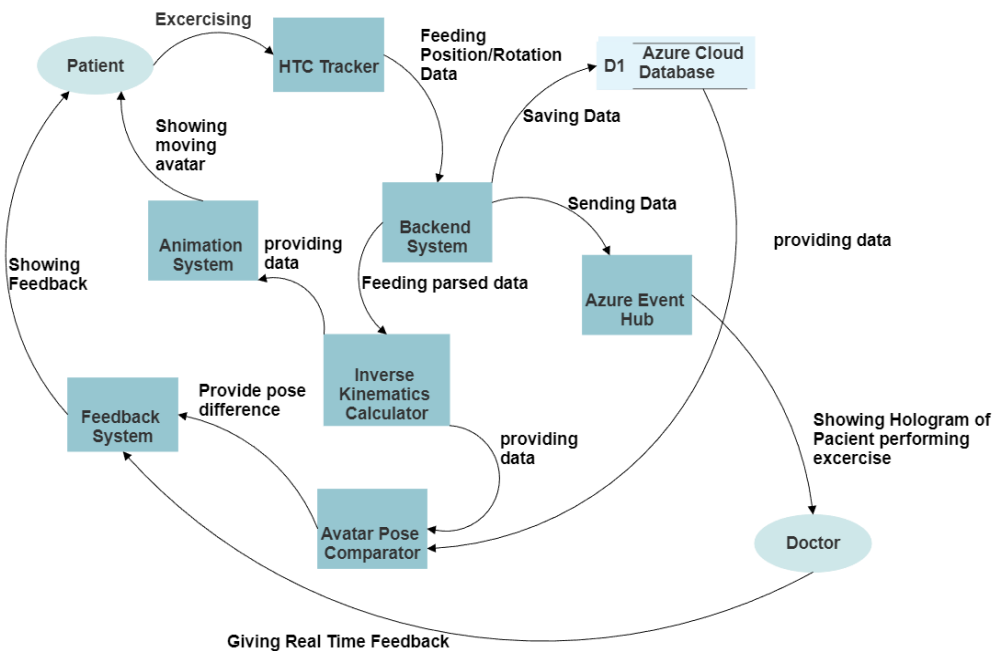 Excercising
Patient
HTC Tracker
Feeding
Position/Rotation
Data
D1
Azure Cloud
Database
Saving Data
Showing
moving
avatar
Backend
System
Sending Data
Animation
System
providing
data
providing data
Showing
Feedback
Feeding parsed data
Azure Event
Hub
Inverse
Kinematics
Calculator
Provide pose
difference
Feedback
System
providing
data
Showing Hologram of
Pacient performing
excercise
Avatar Pose
Comparator
Doctor
Giving Real Time Feedback